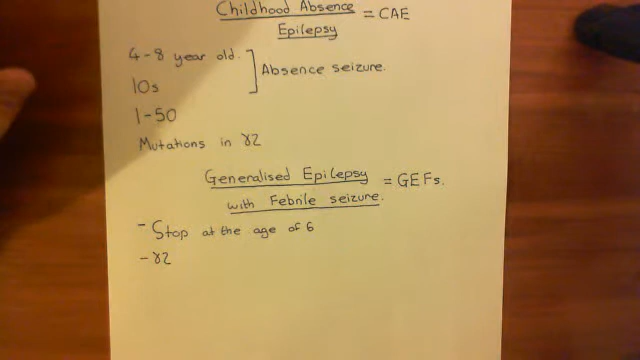 Childhood Absence = CAE
Epilepsy
4-8 year old.
Absence seizure.
10s
1-50
Mutations in γ2
Generalised Epilepsy = GEFs.
with Febrile seizure.
- Stop at the age of 6
- γ2